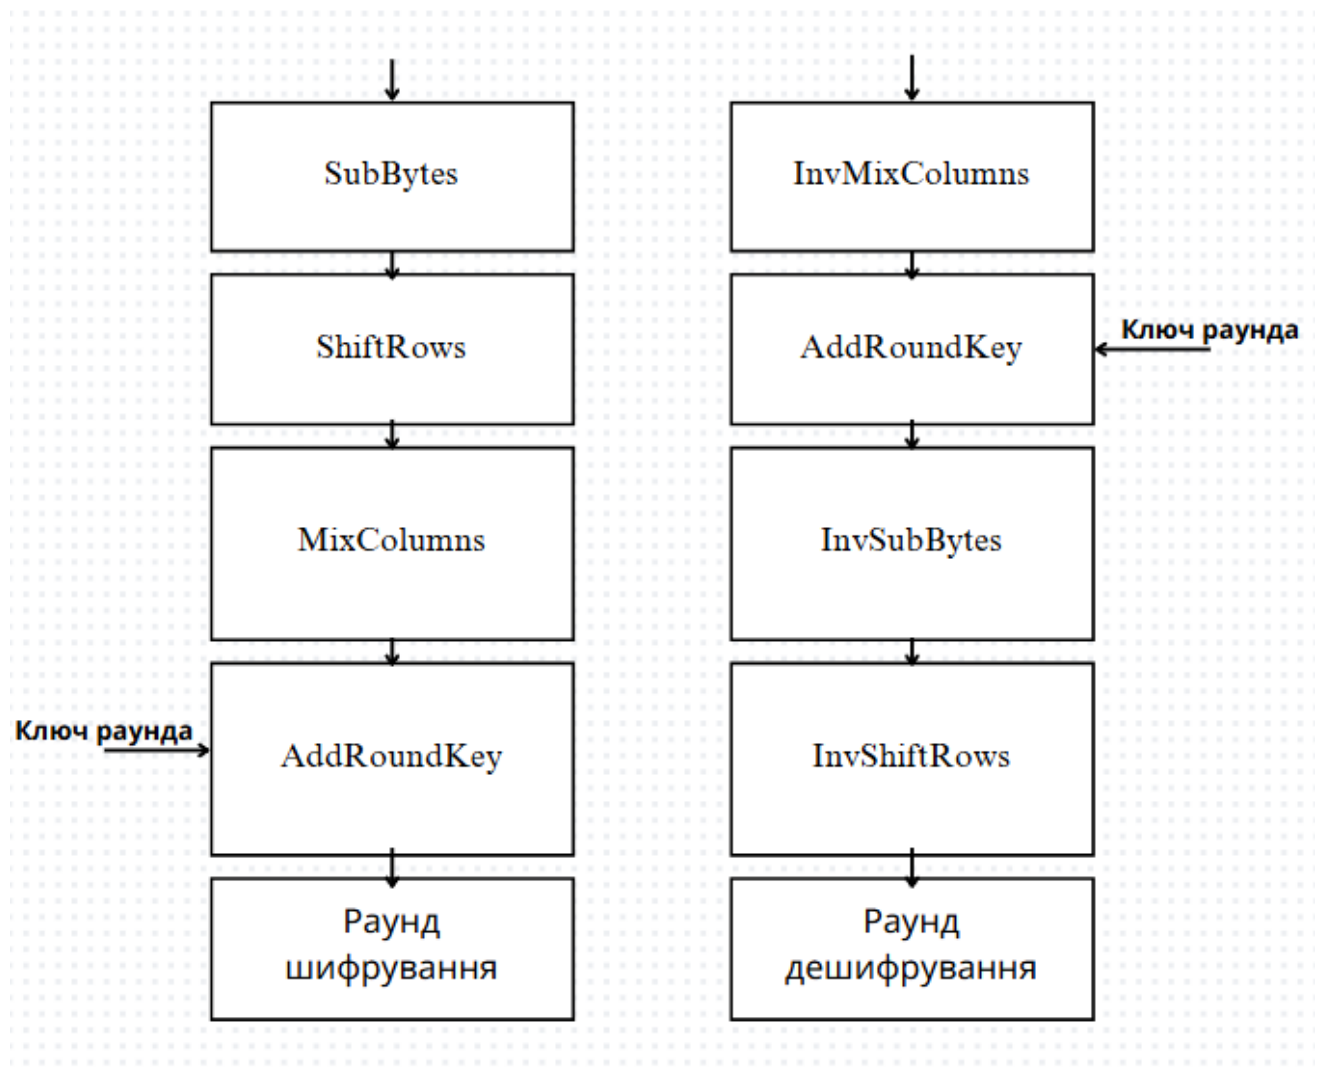 SubBytes
ShiftRows
MixColumns
Ключ раунда
AddRoundKey
Раунд
шифрування
InvMixColumns
AddRoundKey
Ключ раунда
InvSubBytes
InvShiftRows
Раунд
дешифрування